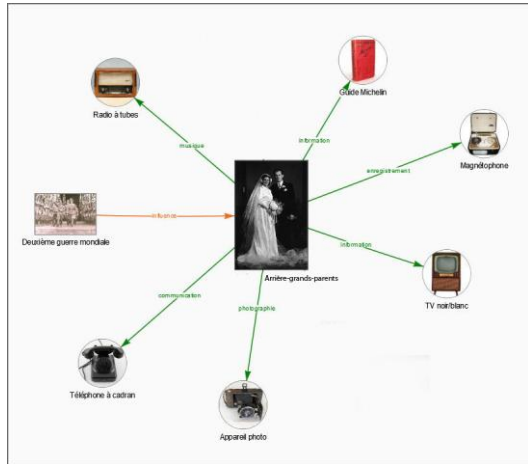 Guide Michelin
Radio à tubes
information
musique
Magnétophone
enregistrement
influence
Deuxième guerre mondiale
information
Arrière-grands-parents
TV noir/blanc
communication
photographie
Téléphone à cadran
Appareil photo